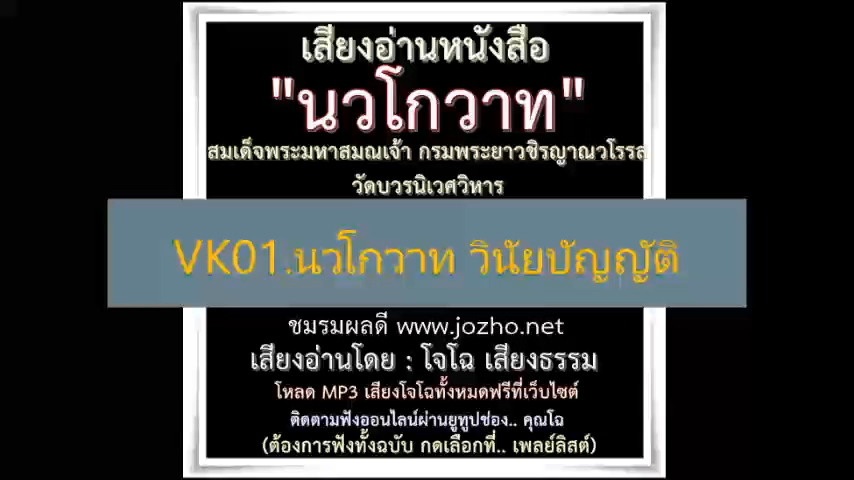 เสียงอ่านหนังสือ
"นวโกวาท"
สมเด็จพระมหาสมณเจ้า กรมพระยาวชิรญาณวโรรส
วัดบวรนิเวศวิหาร
VK01.นวโกวาท วินัยบัญญัติ
ชมรมผลดี www.jozho.net
เสียงอ่านโดย : โจโฉ เสียงธรรม
โหลด MP3 เสียงโจโฉทั้งหมดฟรีที่เว็บไซต์
ติดตามฟังออนไลน์ผ่านยูทูปช่อง.. คุณโฉ
(ต้องการฟังทั้งฉบับ กดเลือกที่.. เพลย์ลิสต์)